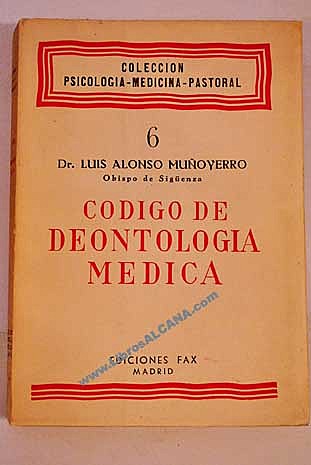 COLECCION
PSICOLOGIA-MEDICINA-PASTORAL
6
Dr. LUIS ALONSO MUÑOYERRO
Obispo de Sigüenza
CODIGO DE
DEONTOLOGIA
MEDICA
www.librosALCANA.com
EDICIONES FAX
MADRID